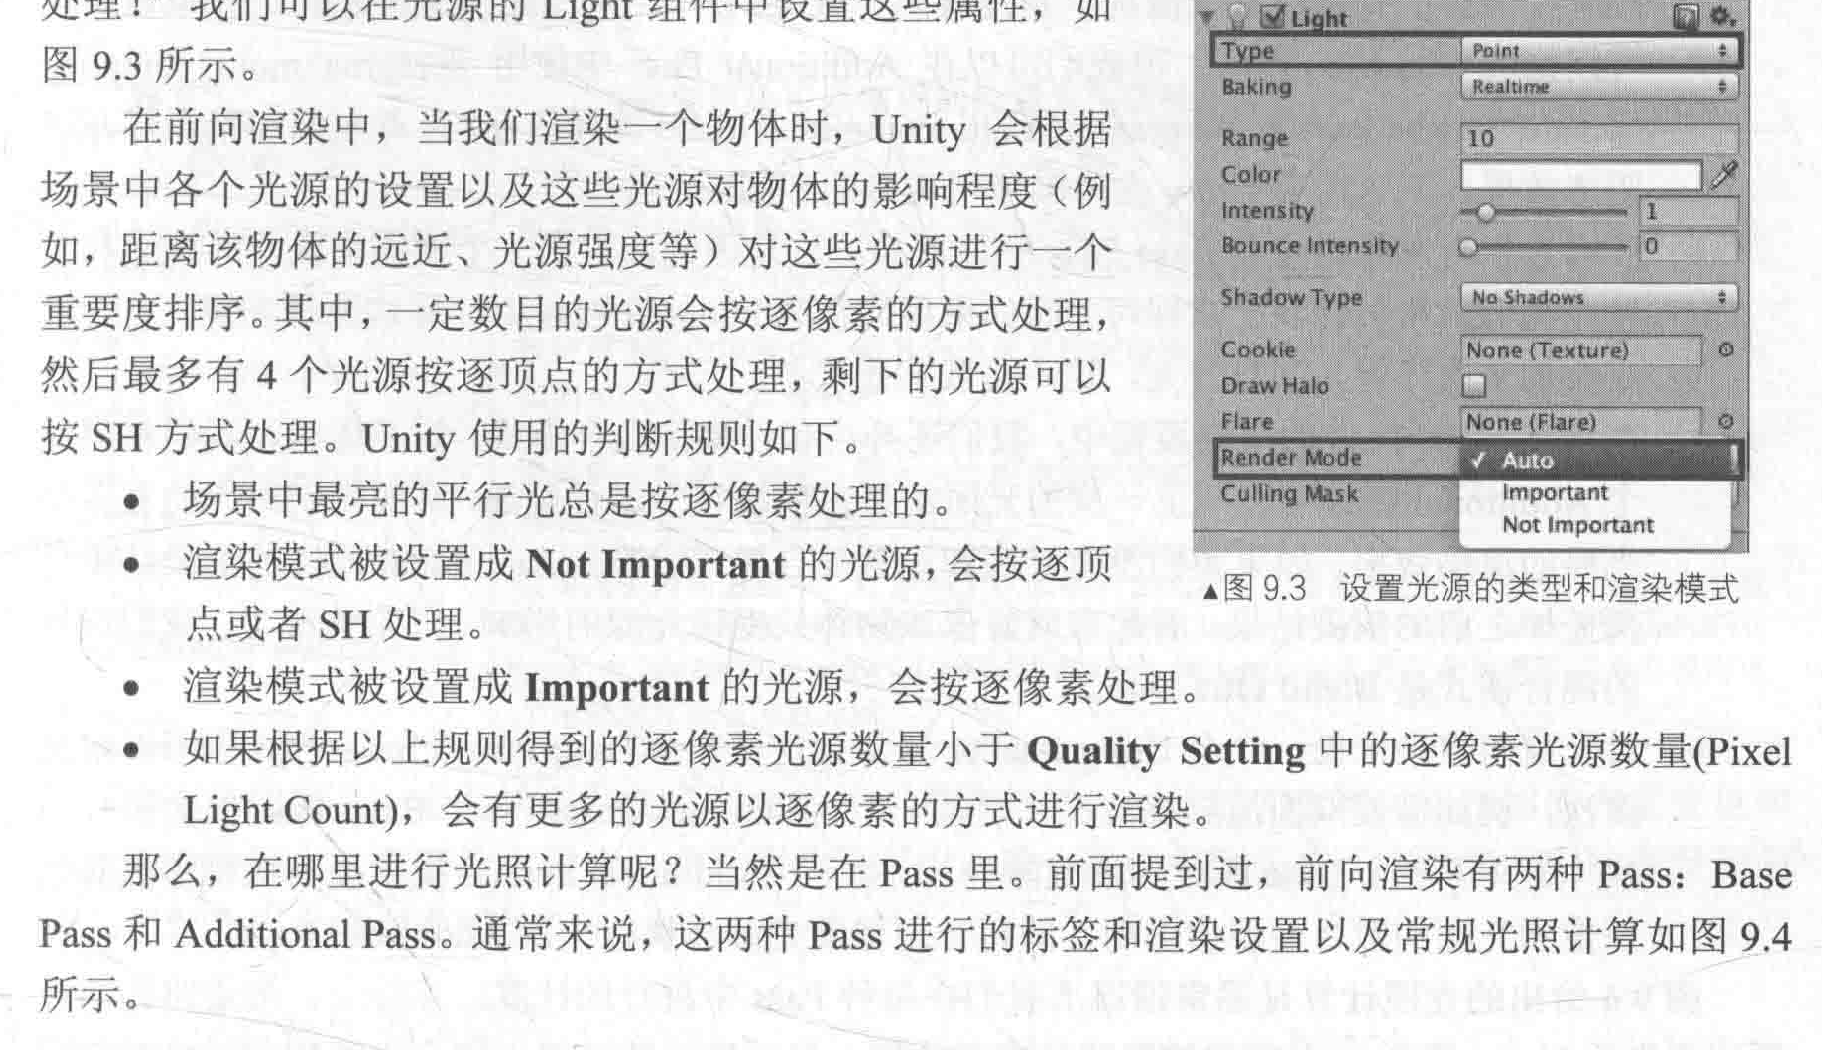 处理！ 我们可以在光源的 Light 组件中设置这些属性，如
图 9.3 所示。
在前向渲染中，当我们渲染一个物体时，Unity 会根据
场景中各个光源的设置以及这些光源对物体的影响程度（例
如，距离该物体的远近、光源强度等）对这些光源进行一个
重要度排序。其中，一定数目的光源会按逐像素的方式处理，
然后最多有 4 个光源按逐顶点的方式处理，剩下的光源可以
按 SH 方式处理。Unity 使用的判断规则如下。
● 场景中最亮的平行光总是按逐像素处理的。
● 渲染模式被设置成 Not Important 的光源，会按逐顶
点或者 SH 处理。
● 渲染模式被设置成 Important 的光源，会按逐像素处理。
● 如果根据以上规则得到的逐像素光源数量小于 Quality Setting 中的逐像素光源数量(Pixel
Light Count)，会有更多的光源以逐像素的方式进行渲染。
那么，在哪里进行光照计算呢？当然是在 Pass 里。前面提到过，前向渲染有两种 Pass：Base
Pass 和 Additional Pass。通常来说，这两种 Pass 进行的标签和渲染设置以及常规光照计算如图 9.4
所示。
Light
Type Point
Baking Realtime
Range 10
Color
Intensity 1
Bounce Intensity 0
Shadow Type No Shadows
Cookie None (Texture)
Draw Halo
Flare None (Flare)
Render Mode ✓ Auto
Culling Mask Important
Not Important
▲图 9.3 设置光源的类型和渲染模式